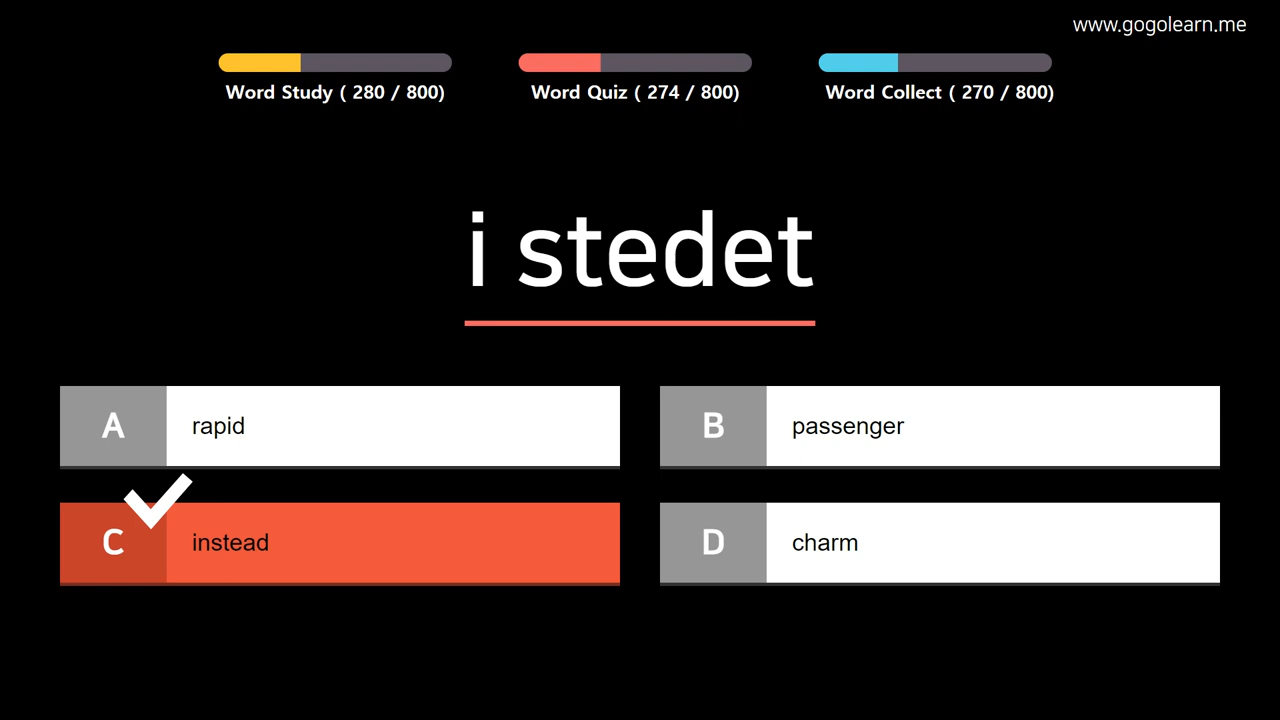 www.gogolearn.me
Word Study ( 280 / 800)
Word Quiz ( 274 / 800)
Word Collect ( 270 / 800)
i stedet
A
rapid
B
passenger
C
instead
D
charm